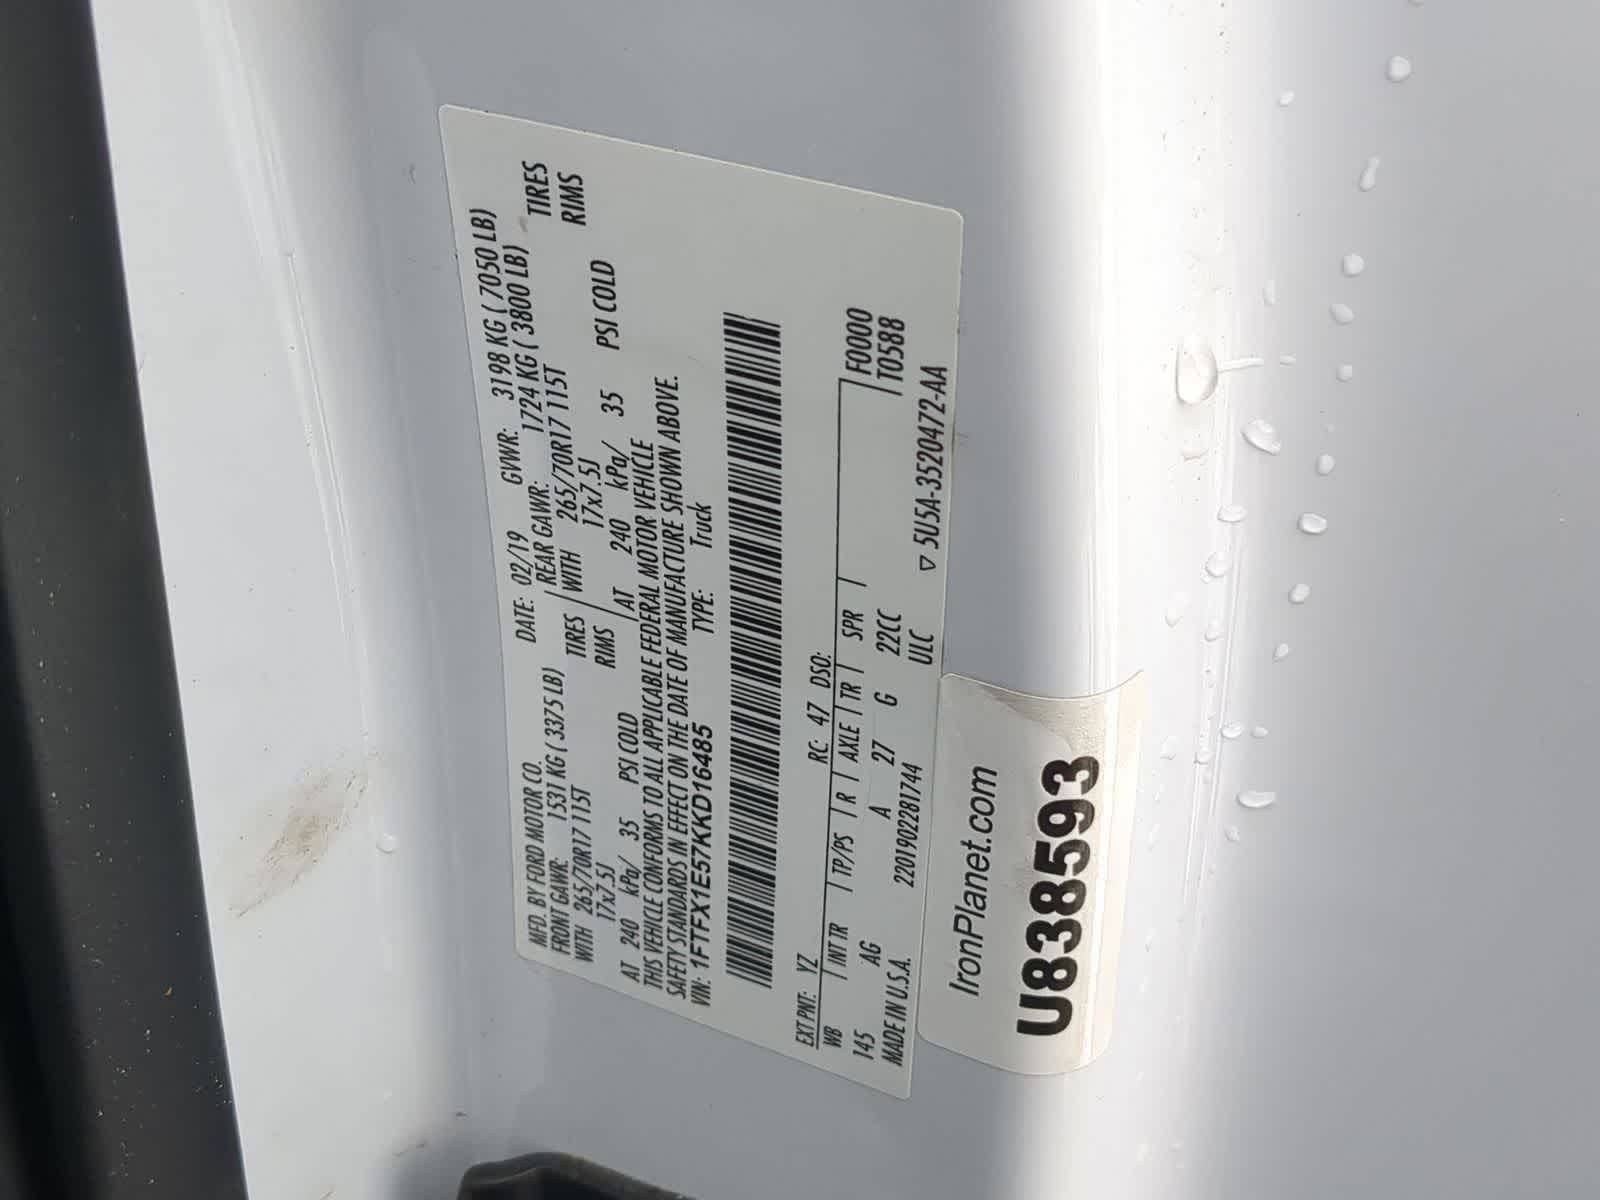 MFD. BY FORD MOTOR CO. DATE: 02/19 GVWR: 3198 KG ( 7050 LB)
FRONT GAWR: 1531 KG ( 3375 LB) REAR GAWR: 1724 KG ( 3800 LB)
WITH 265/70R17 115T TIRES WITH 265/70R17 115T TIRES
17x7.5J RIMS 17x7.5J RIMS
AT 240 kPa/ 35 PSI COLD AT 240 kPa/ 35 PSI COLD
THIS VEHICLE CONFORMS TO ALL APPLICABLE FEDERAL MOTOR VEHICLE
SAFETY STANDARDS IN EFFECT ON THE DATE OF MANUFACTURE SHOWN ABOVE.
VIN: 1FTFX1E57KKD16485 TYPE: Truck
EXT PNT: YZ RC: 47 DSO: F0000
WB INT TR TP/PS R AXLE TR SPR T0588
145 AG A 27 G 22CC
MADE IN U.S.A. 2201902281744 ULC ▽ 5U5A-3520472-AA
IronPlanet.com
U838593